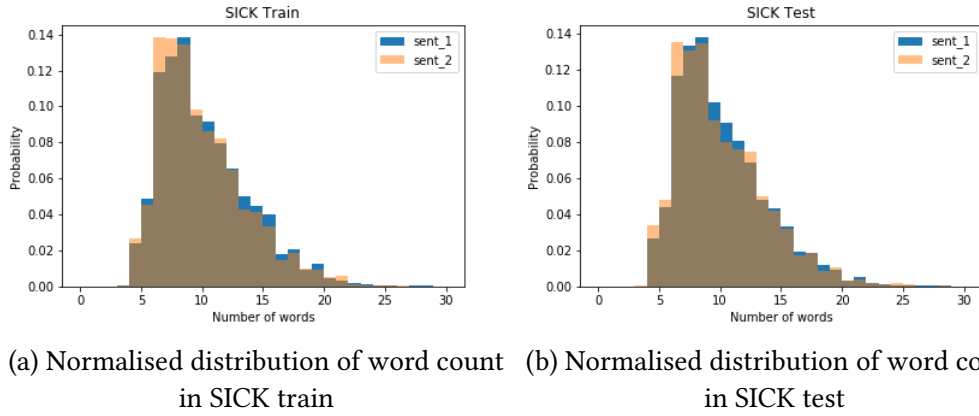 SICK Train
0.14
0.12
0.10
0.08
0.06
0.04
0.02
0.00
Probability
sent_1
sent_2
0 5 10 15 20 25 30
Number of words
(a) Normalised distribution of word count
in SICK train
SICK Test
0.14
0.12
0.10
0.08
0.06
0.04
0.02
0.00
Probability
sent_1
sent_2
0 5 10 15 20 25 30
Number of words
(b) Normalised distribution of word co
in SICK test